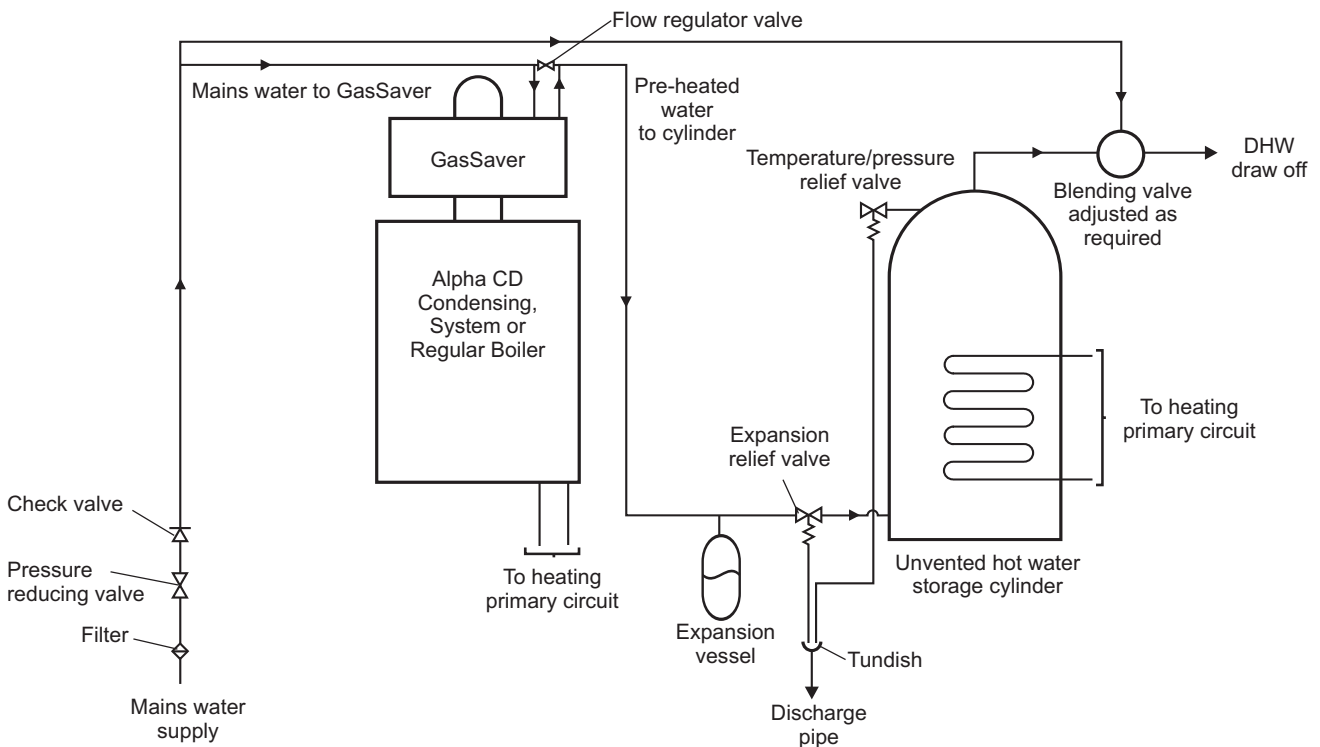 Flow regulator valve
Mains water to GasSaver
Pre-heated
water
to cylinder
GasSaver
Temperature/pressure
relief valve
DHW
draw off
Blending valve
adjusted as
required
Alpha CD
Condensing,
System or
Regular Boiler
To heating
primary circuit
Expansion
relief valve
Check valve
Pressure
reducing valve
Filter
Mains water
supply
To heating
primary circuit
Expansion
vessel
Unvented hot water
storage cylinder
Tundish
Discharge
pipe